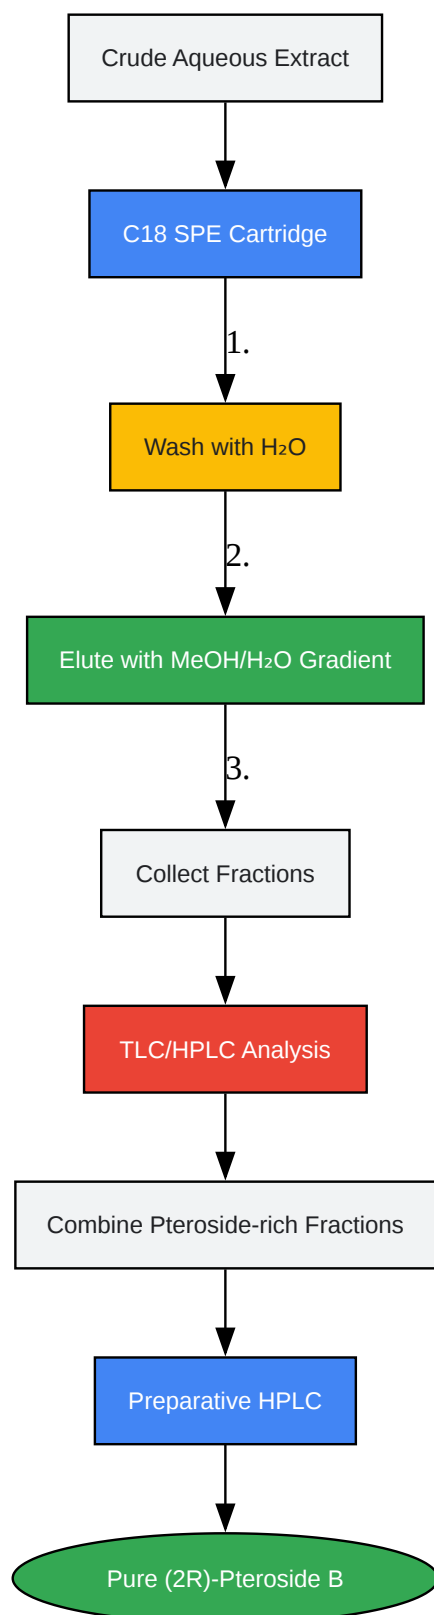 Crude Aqueous Extract
C18 SPE Cartridge
1.
Wash with H₂O
2.
Elute with MeOH/H₂O Gradient
3.
Collect Fractions
TLC/HPLC Analysis
Combine Pteroside-rich Fractions
Preparative HPLC
Pure (2R)-Pteroside B